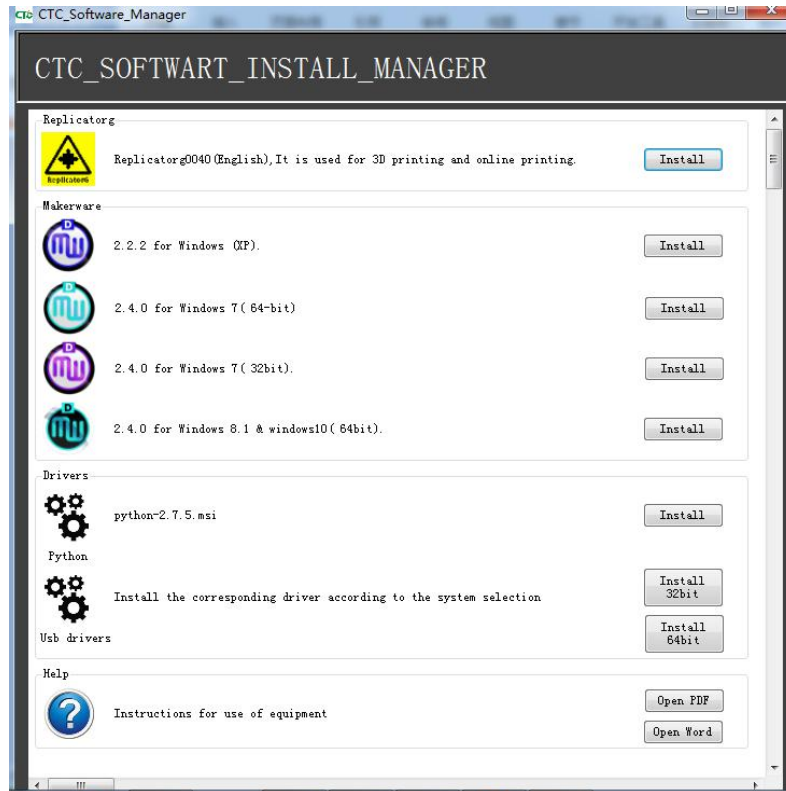 CTC CTC_Software_Manager
CTC_SOFTWART_INSTALL_MANAGER
Replicatorg
Replicatorg0040(English),It is used for 3D printing and online printing.
Install
ReplicatorG
Makerware
2.2.2 for Windows (XP).
Install
2.4.0 for Windows 7( 64-bit)
Install
2.4.0 for Windows 7( 32bit).
Install
2.4.0 for Windows 8.1 & windows10( 64bit).
Install
Drivers
python-2.7.5.msi
Install
Python
Install the corresponding driver according to the system selection
Install
32bit
Install
64bit
Usb drivers
Help
Instructions for use of equipment
Open PDF
Open Word